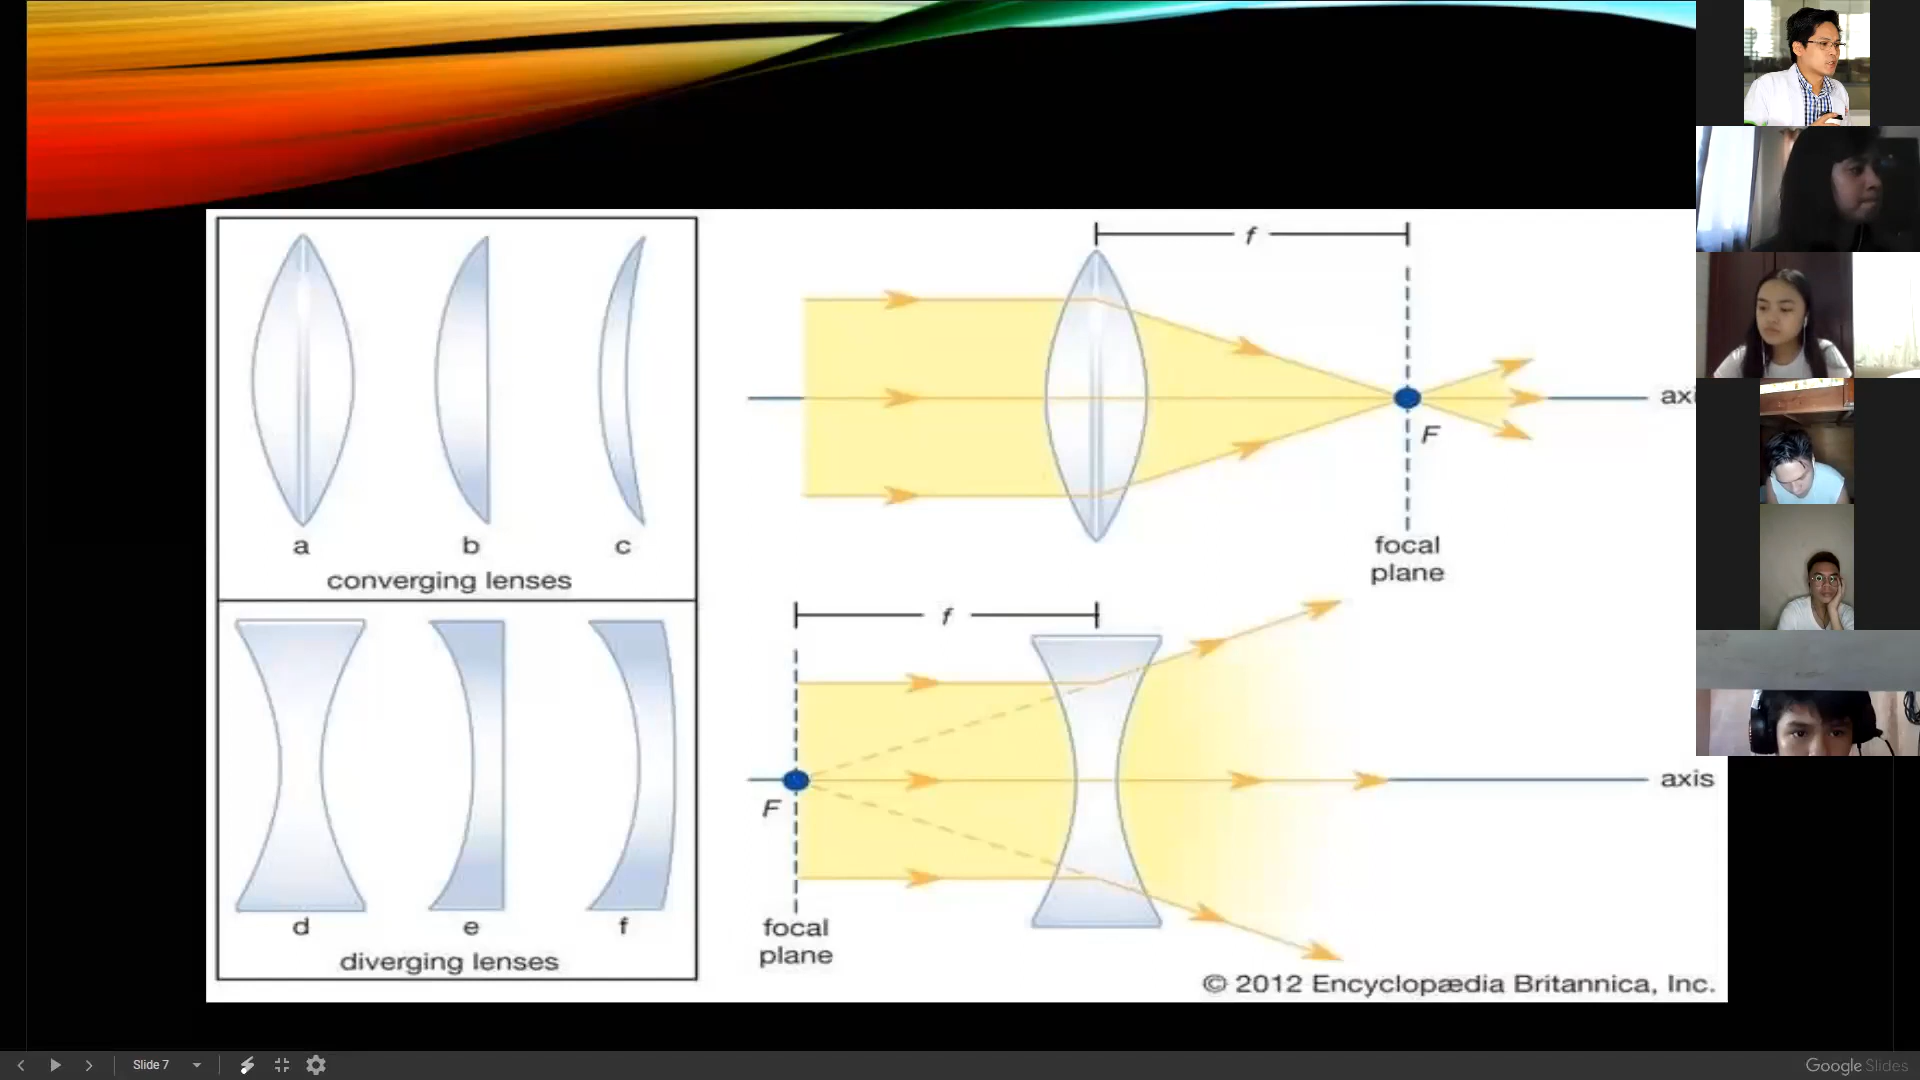 a
b
c
converging lenses
d
e
f
diverging lenses
f
axi
F
focal
plane
f
F
axis
focal
plane
© 2012 Encyclopædia Britannica, Inc.
Slide 7
Google Slides